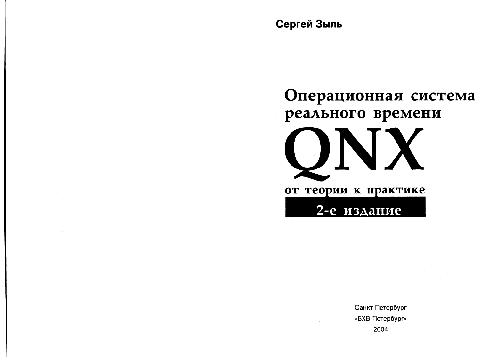 Сергей Зыль
Операционная система
реального времени
QNX
от теории к практике
2-е издание
Санкт-Петербург
«БХВ-Петербург»
2004